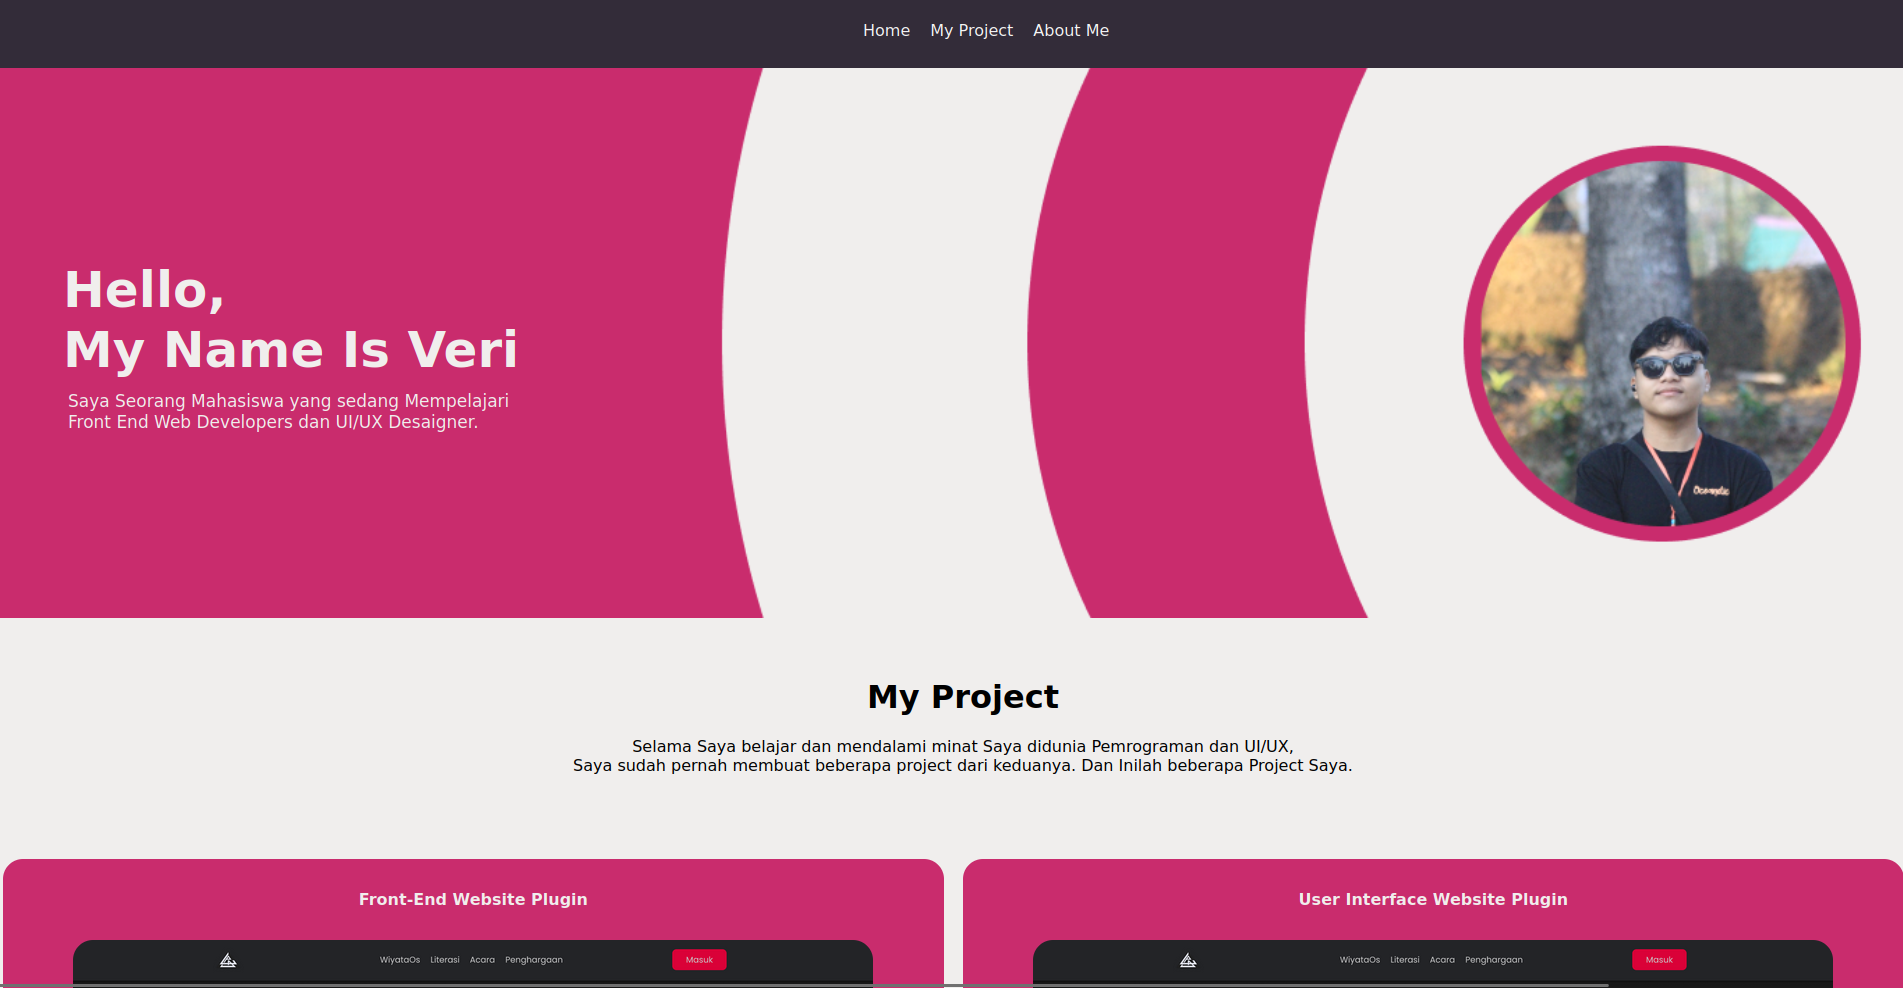 Home My Project About Me
Hello,
My Name Is Veri
Saya Seorang Mahasiswa yang sedang Mempelajari
Front End Web Developers dan UI/UX Desaigner.
My Project
Selama Saya belajar dan mendalami minat Saya didunia Pemrograman dan UI/UX,
Saya sudah pernah membuat beberapa project dari keduanya. Dan Inilah beberapa Project Saya.
Front-End Website Plugin
WiyataOs Literasi Acara Penghargaan Masuk
User Interface Website Plugin
WiyataOs Literasi Acara Penghargaan Masuk